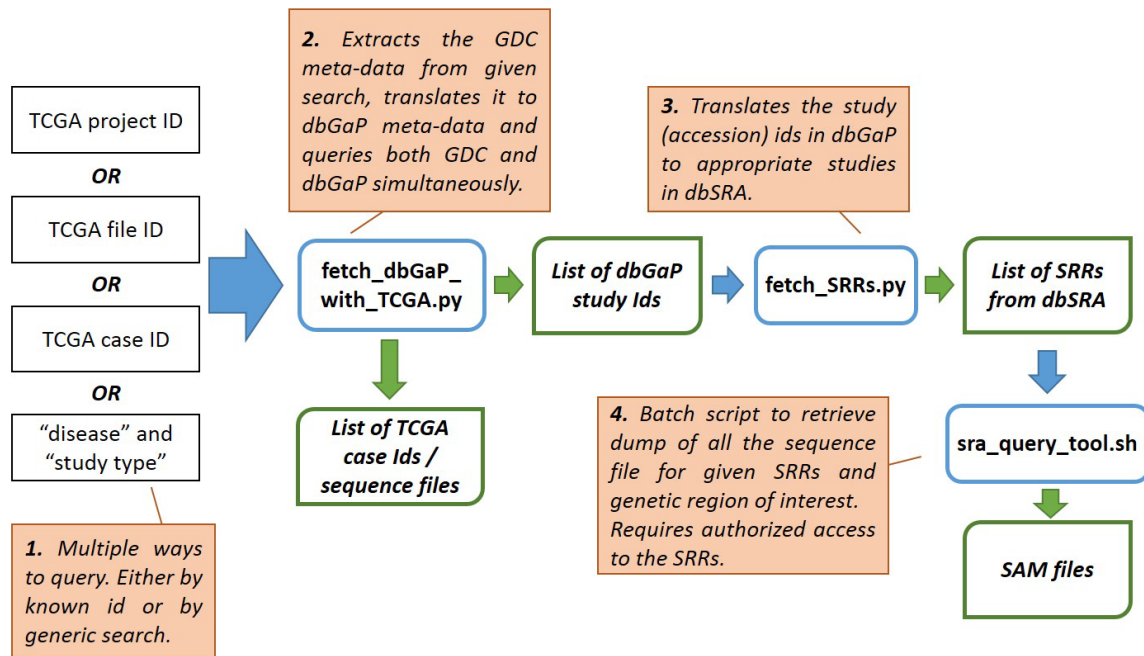 TCGA project ID
OR
TCGA file ID
OR
TCGA case ID
OR
“disease” and
“study type”
1. Multiple ways
to query. Either by
known id or by
generic search.
2. Extracts the GDC
meta-data from given
search, translates it to
dbGaP meta-data and
queries both GDC and
dbGaP simultaneously.
fetch_dbGaP_
with_TCGA.py
List of TCGA
case Ids /
sequence files
List of dbGaP
study Ids
3. Translates the study
(accession) ids in dbGaP
to appropriate studies
in dbSRA.
fetch_SRRs.py
List of SRRs
from dbSRA
4. Batch script to retrieve
dump of all the sequence
file for given SRRs and
genetic region of interest.
Requires authorized access
to the SRRs.
sra_query_tool.sh
SAM files